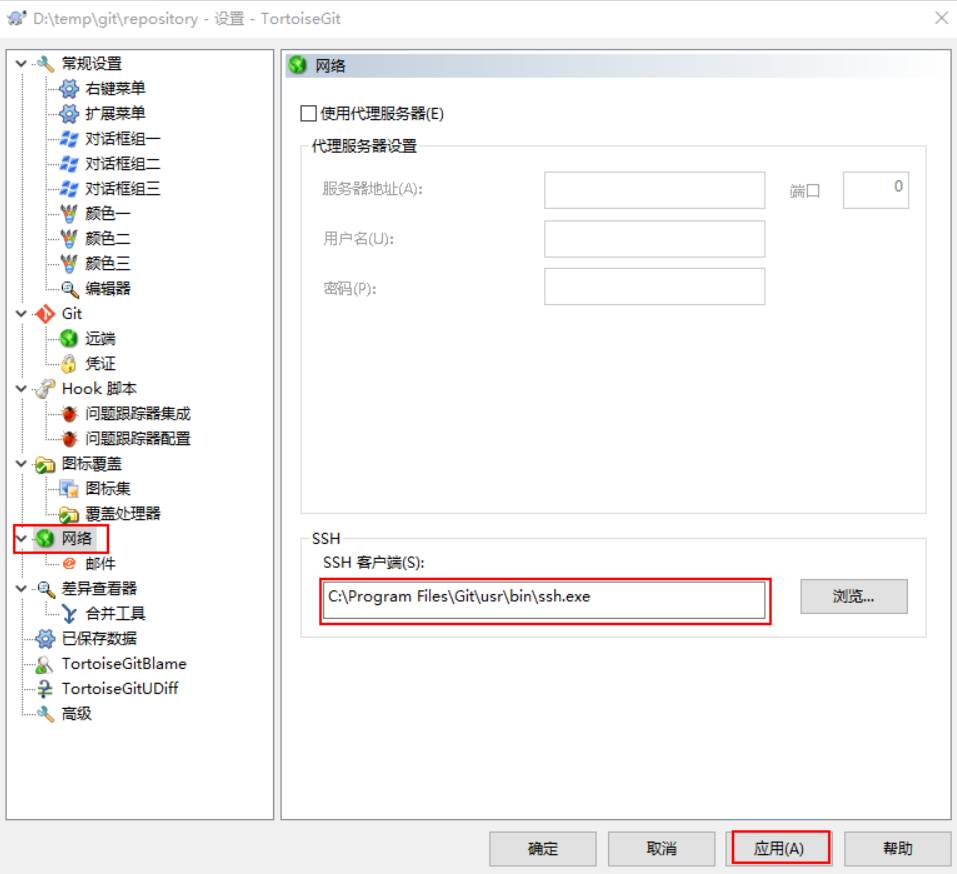 D:\temp\git\repository - 设置 - TortoiseGit
常规设置
右键菜单
扩展菜单
对话框组一
对话框组二
对话框组三
颜色一
颜色二
颜色三
编辑器
Git
远端
凭证
Hook 脚本
问题跟踪器集成
问题跟踪器配置
图标覆盖
图标集
覆盖处理器
网络
邮件
差异查看器
合并工具
已保存数据
TortoiseGitBlame
TortoiseGitUDiff
高级
网络
使用代理服务器(E)
代理服务器设置
服务器地址(A): 端口 0
用户名(U):
密码(P):
SSH
SSH 客户端(S):
C:\Program Files\Git\usr\bin\ssh.exe 浏览...
确定 取消 应用(A) 帮助